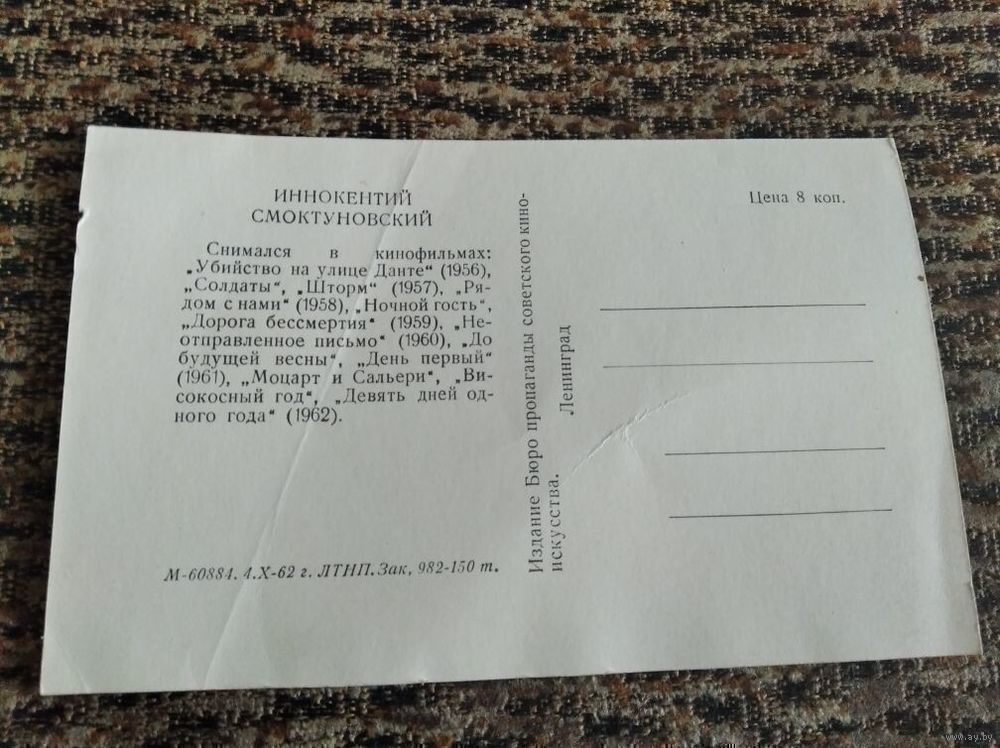 ИННОКЕНТИЙ
СМОКТУНОВСКИЙ
Снимался в кинофильмах:
„Убийство на улице Данте“ (1956),
„Солдаты“, „Шторм“ (1957), „Ря-
дом с нами“ (1958), „Ночной гость“,
„Дорога бессмертия“ (1959), „Не-
отправленное письмо“ (1960), „До
будущей весны“, „День первый“
(1961), „Моцарт и Сальери“, „Ви-
сокосный год“, „Девять дней од-
ного года“ (1962).
М-60884. 4.X-62 г. ЛТНП. Зак, 982-150 т.
Издание Бюро пропаганды советского кино-
искусства. Ленинград
Цена 8 коп.
www.ay.by